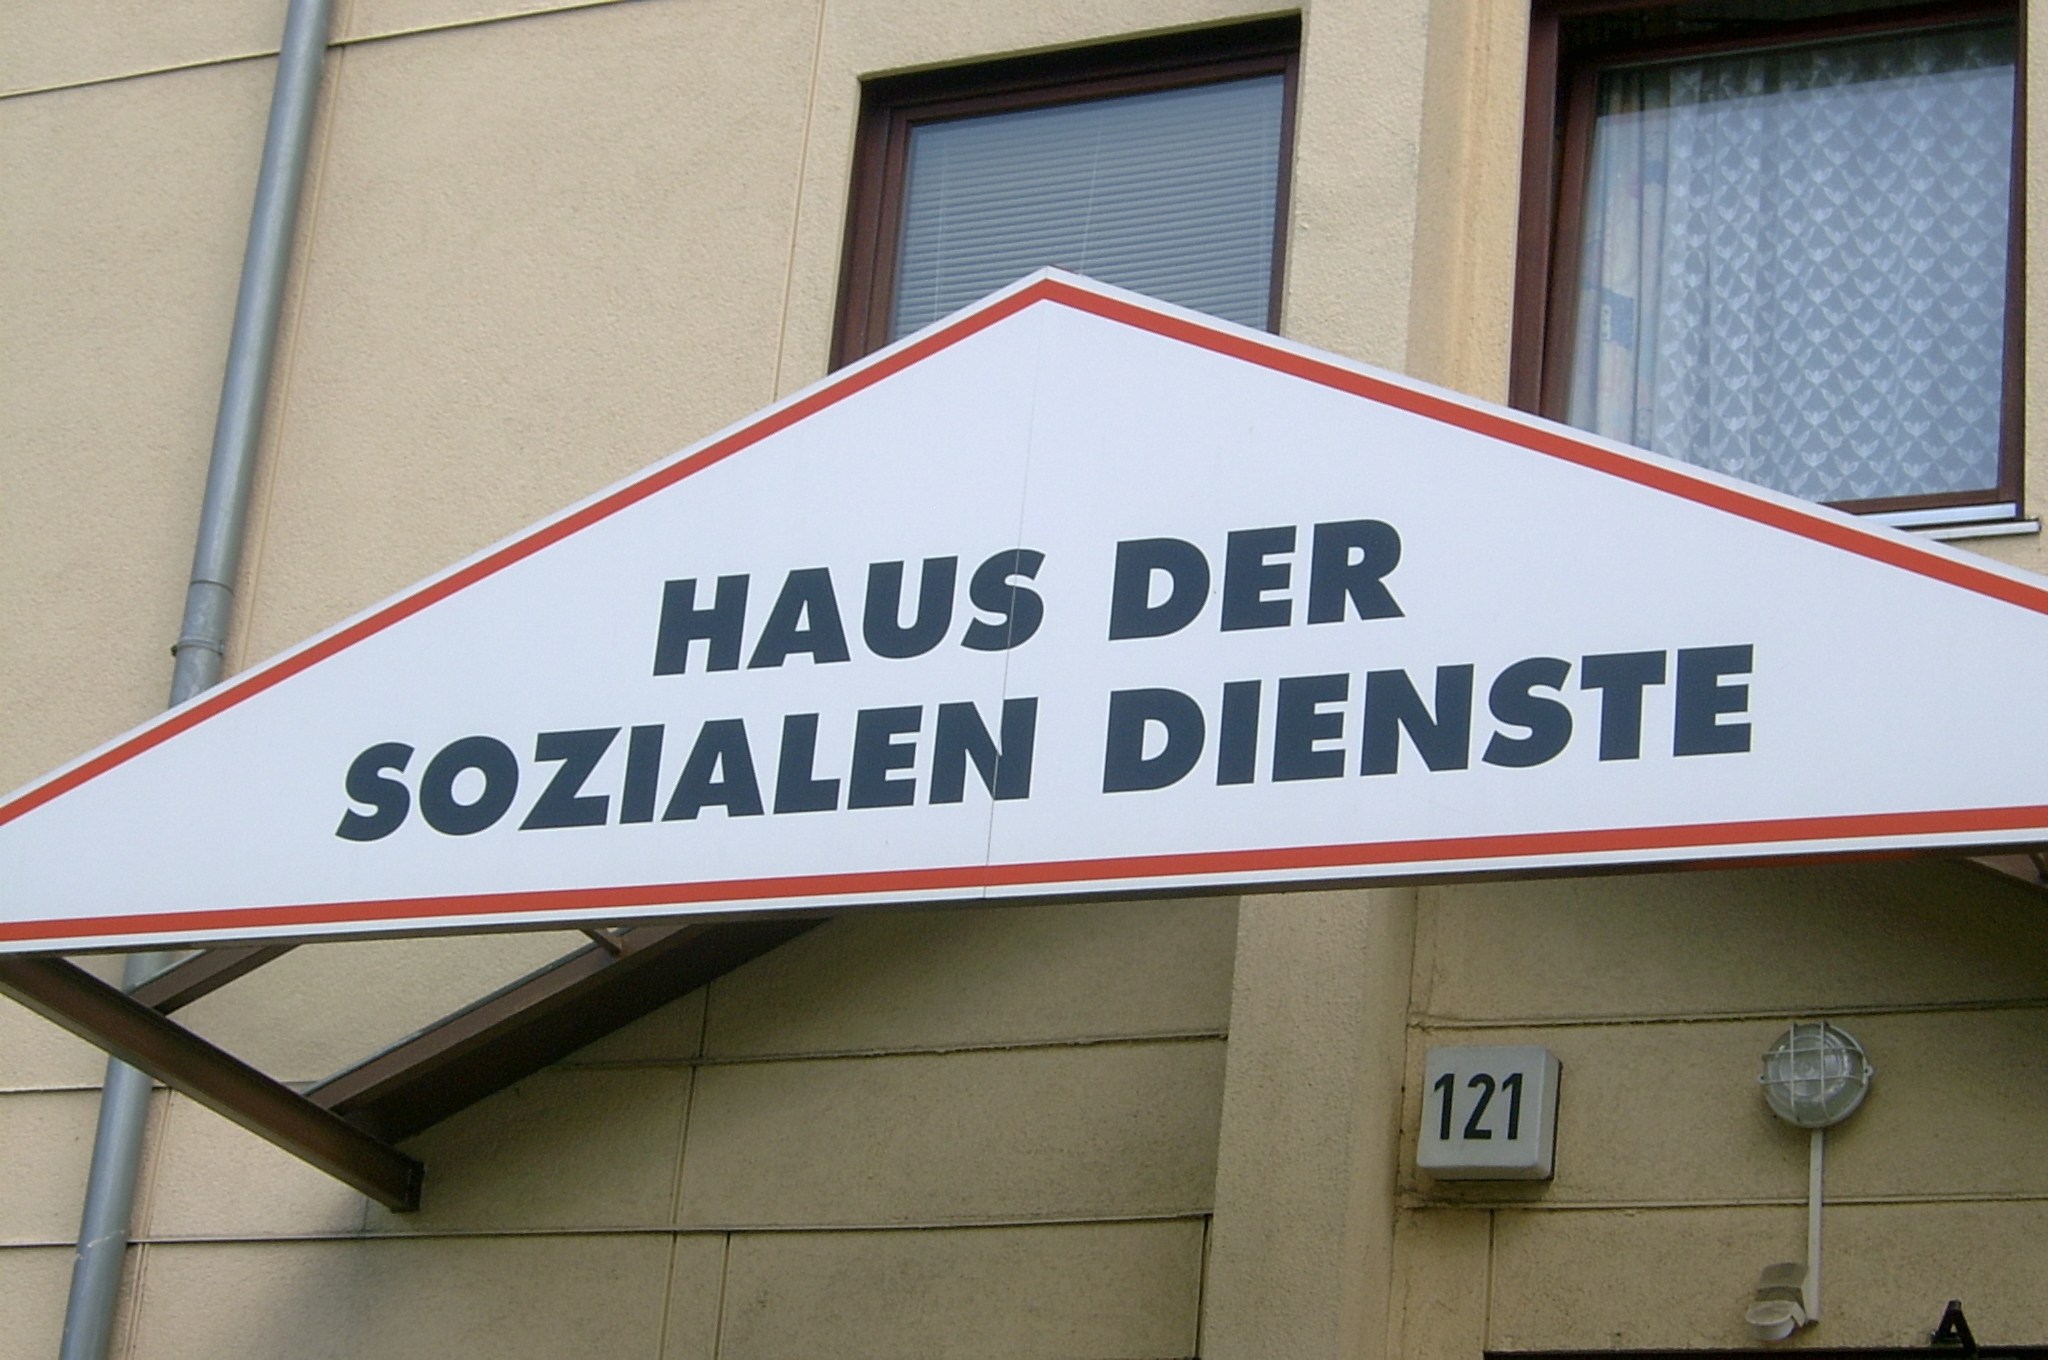 HAUS DER
SOZIALEN DIENSTE
121
A